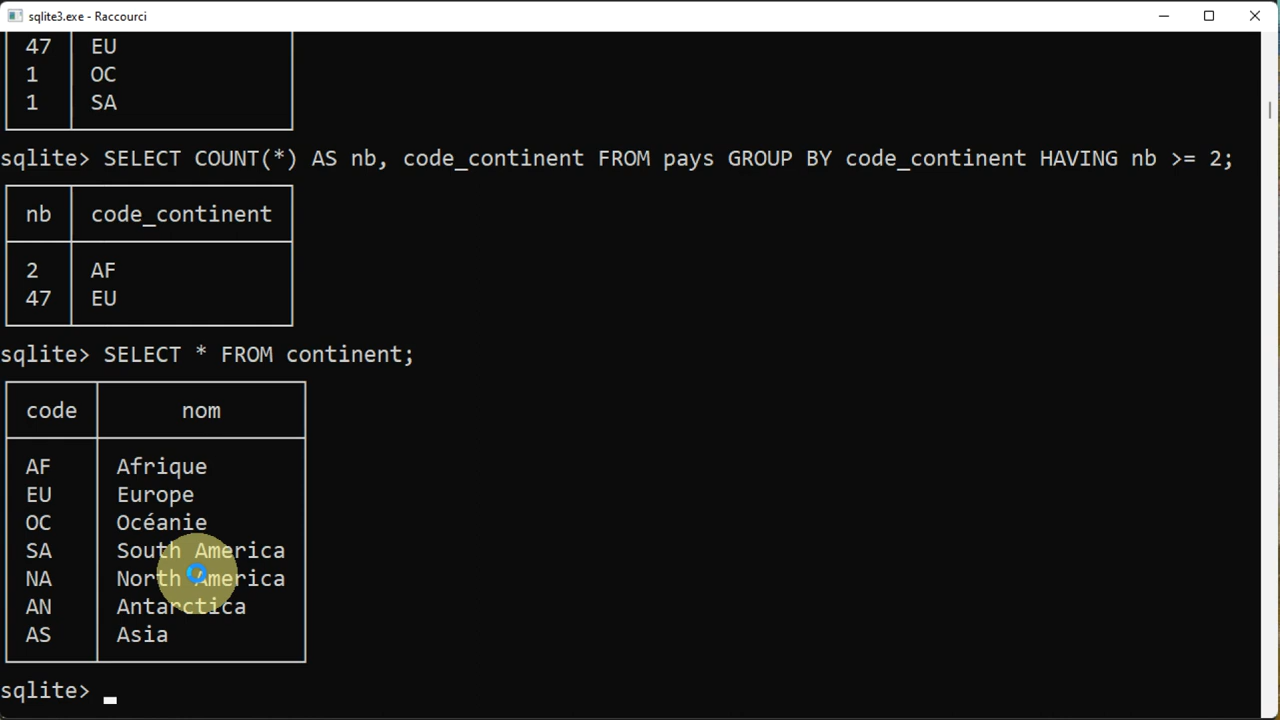 sqlite3.exe - Raccourci
47 EU
1 OC
1 SA
sqlite> SELECT COUNT(*) AS nb, code_continent FROM pays GROUP BY code_continent HAVING nb >= 2;
nb code_continent
2 AF
47 EU
sqlite> SELECT * FROM continent;
code nom
AF Afrique
EU Europe
OC Océanie
SA South America
NA North America
AN Antarctica
AS Asia
sqlite>